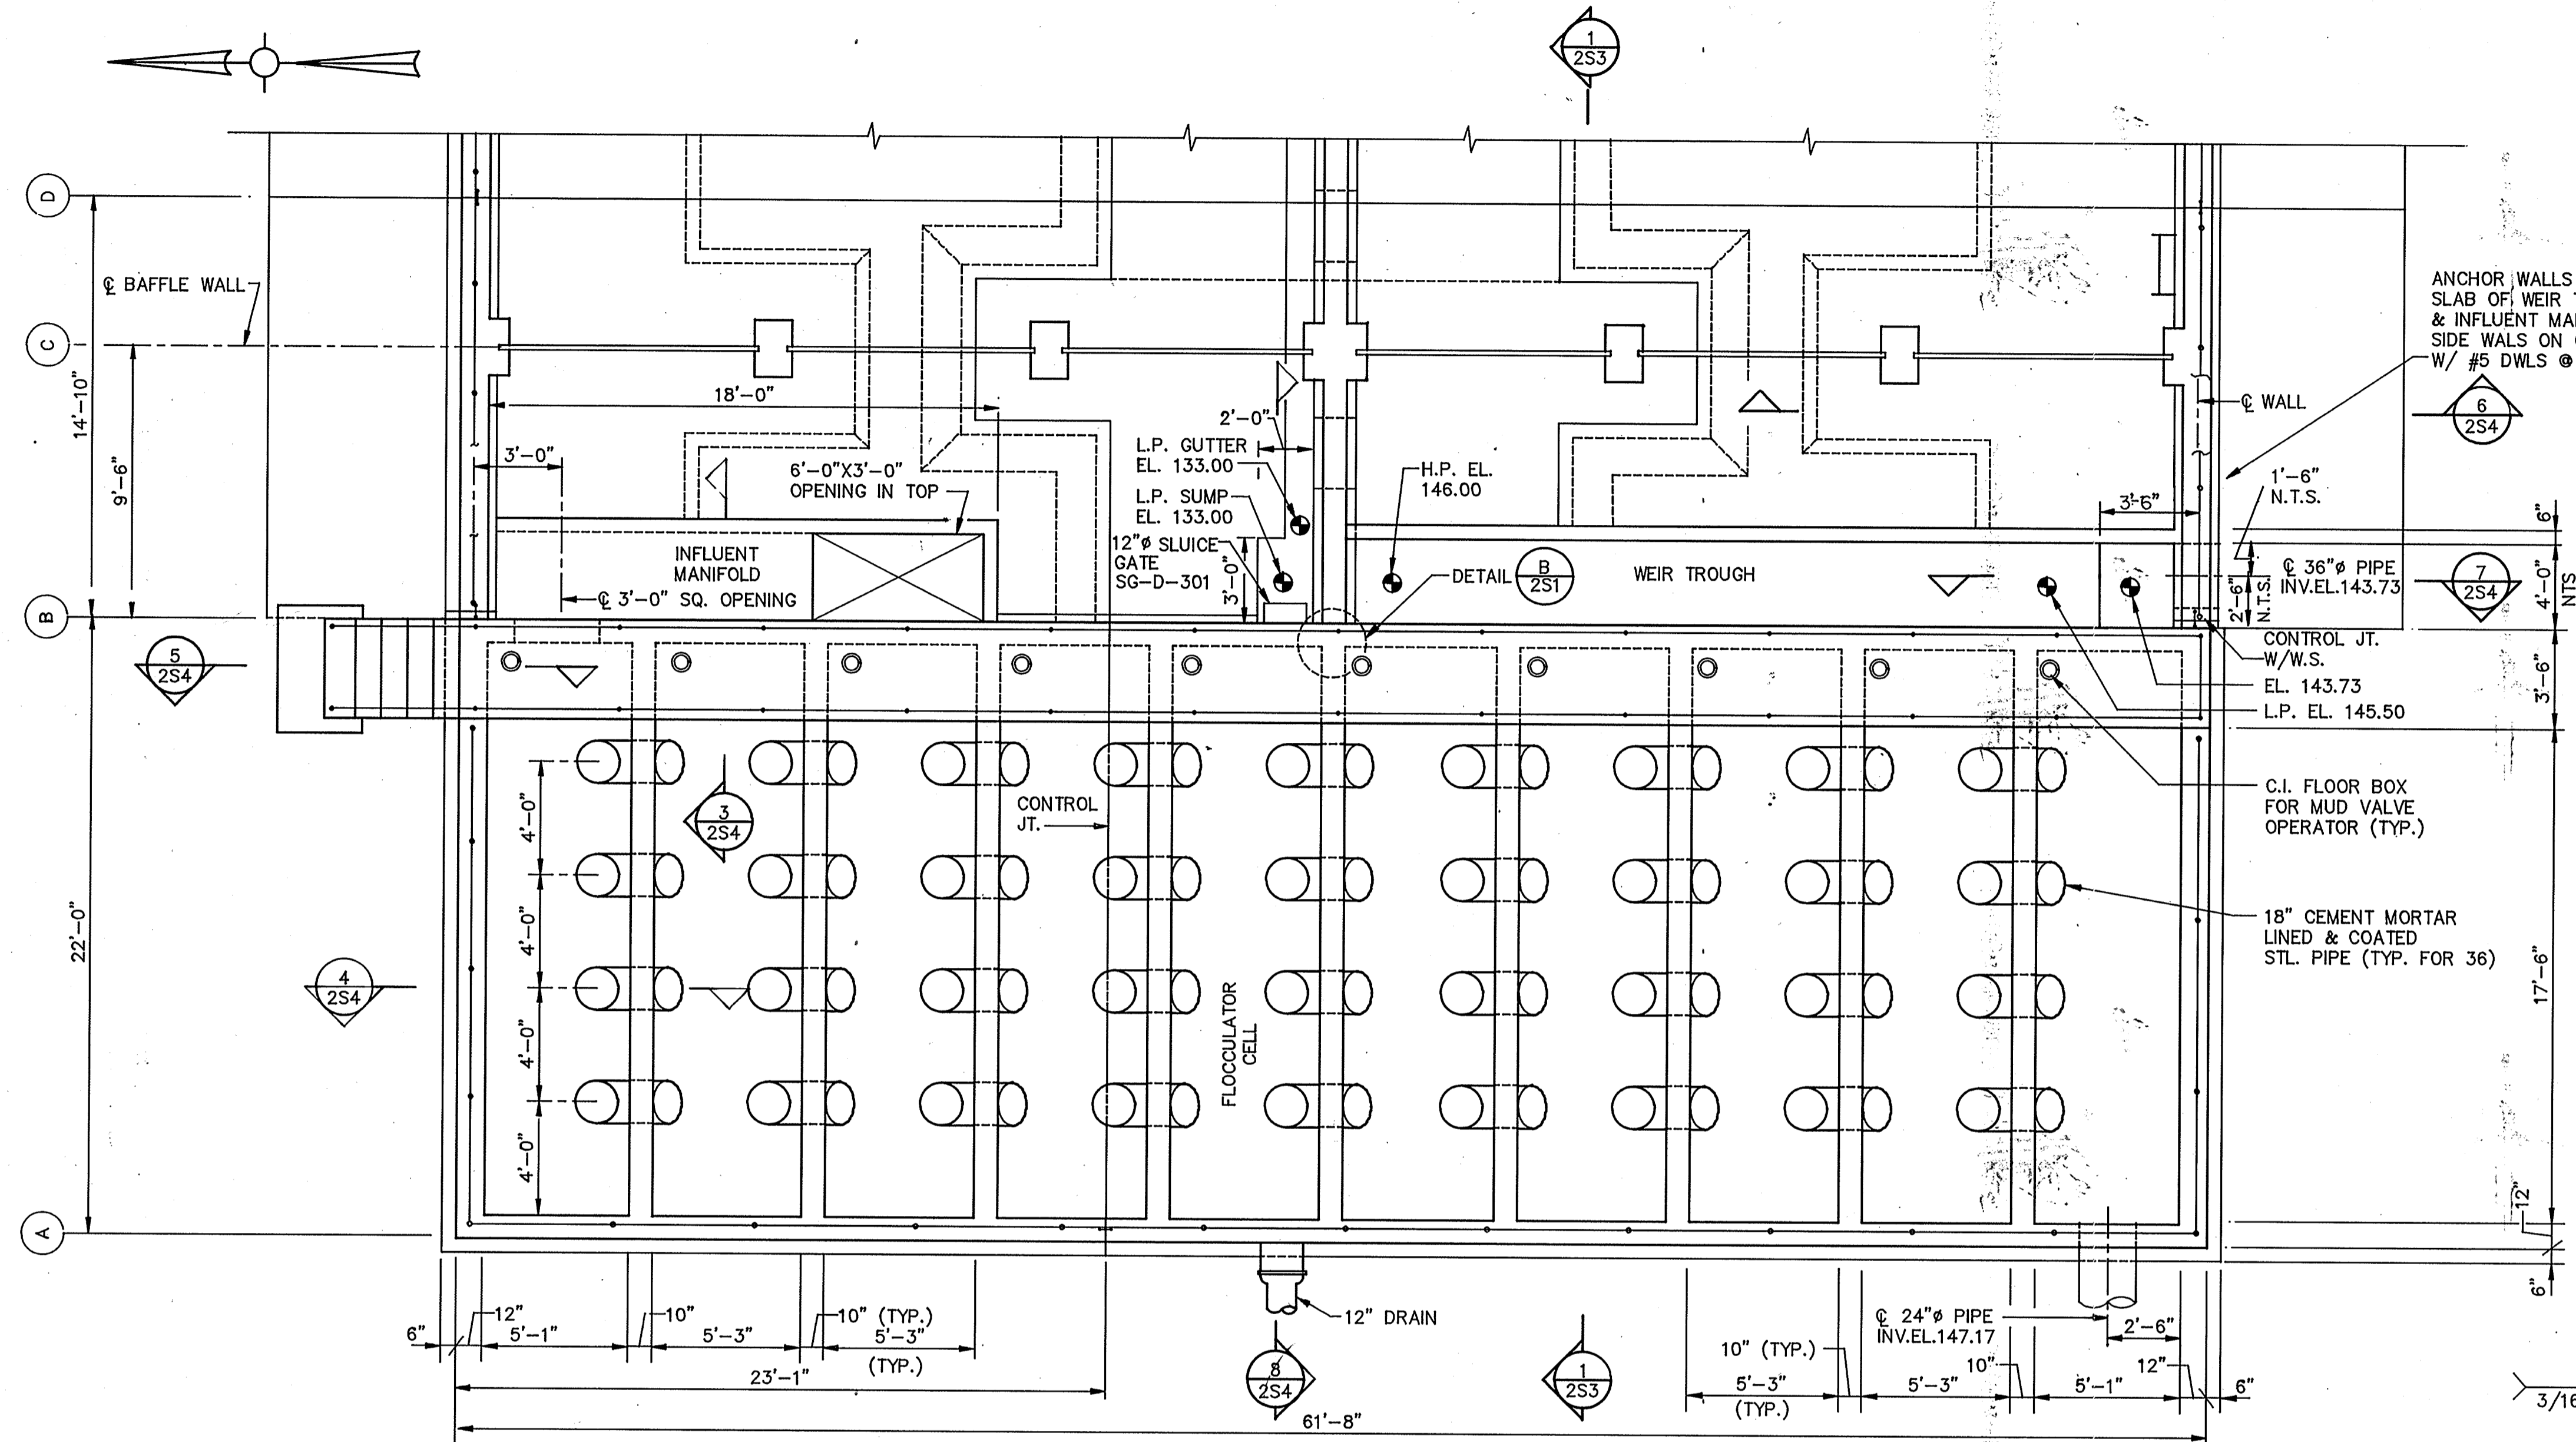 1
2S3
D
℄ BAFFLE WALL
C
14'-10"
9'-6"
18'-0"
3'-0"
6'-0"X3'-0"
OPENING IN TOP
2'-0"
L.P. GUTTER
EL. 133.00
L.P. SUMP
EL. 133.00
12"ø SLUICE
GATE
SG-D-301
3'-0"
INFLUENT
MANIFOLD
℄ 3'-0" SQ. OPENING
H.P. EL.
146.00
DETAIL
B
2S1
WEIR TROUGH
ANCHOR WALLS
SLAB OF WEIR
& INFLUENT
SIDE WALS ON
W/ #5 DWLS @
℄ WALL
6
2S4
1'-6"
N.T.S.
3'-6"
6"
℄ 36"ø PIPE
INV.EL.143.73
7
2S4
4'-0"
NTS
2'-6"
N.T.S.
CONTROL JT.
W/W.S.
EL. 143.73
L.P. EL. 145.50
3'-6"
B
5
2S4
C.I. FLOOR BOX
FOR MUD VALVE
OPERATOR (TYP.)
18" CEMENT MORTAR
LINED & COATED
STL. PIPE (TYP. FOR 36)
3
2S4
CONTROL
JT.
4'-0"
4'-0"
4'-0"
4'-0"
FLOCCULATOR
CELL
22'-0"
4
2S4
17'-6"
12"
6"
A
6"
12"
5'-1"
10"
5'-3"
10" (TYP.)
5'-3"
(TYP.)
23'-1"
12" DRAIN
8
2S4
1
2S3
℄ 24"ø PIPE
INV.EL.147.17
2'-6"
10" (TYP.)
10"
12"
5'-3"
(TYP.)
5'-3"
5'-1"
6"
61'-8"
3/16